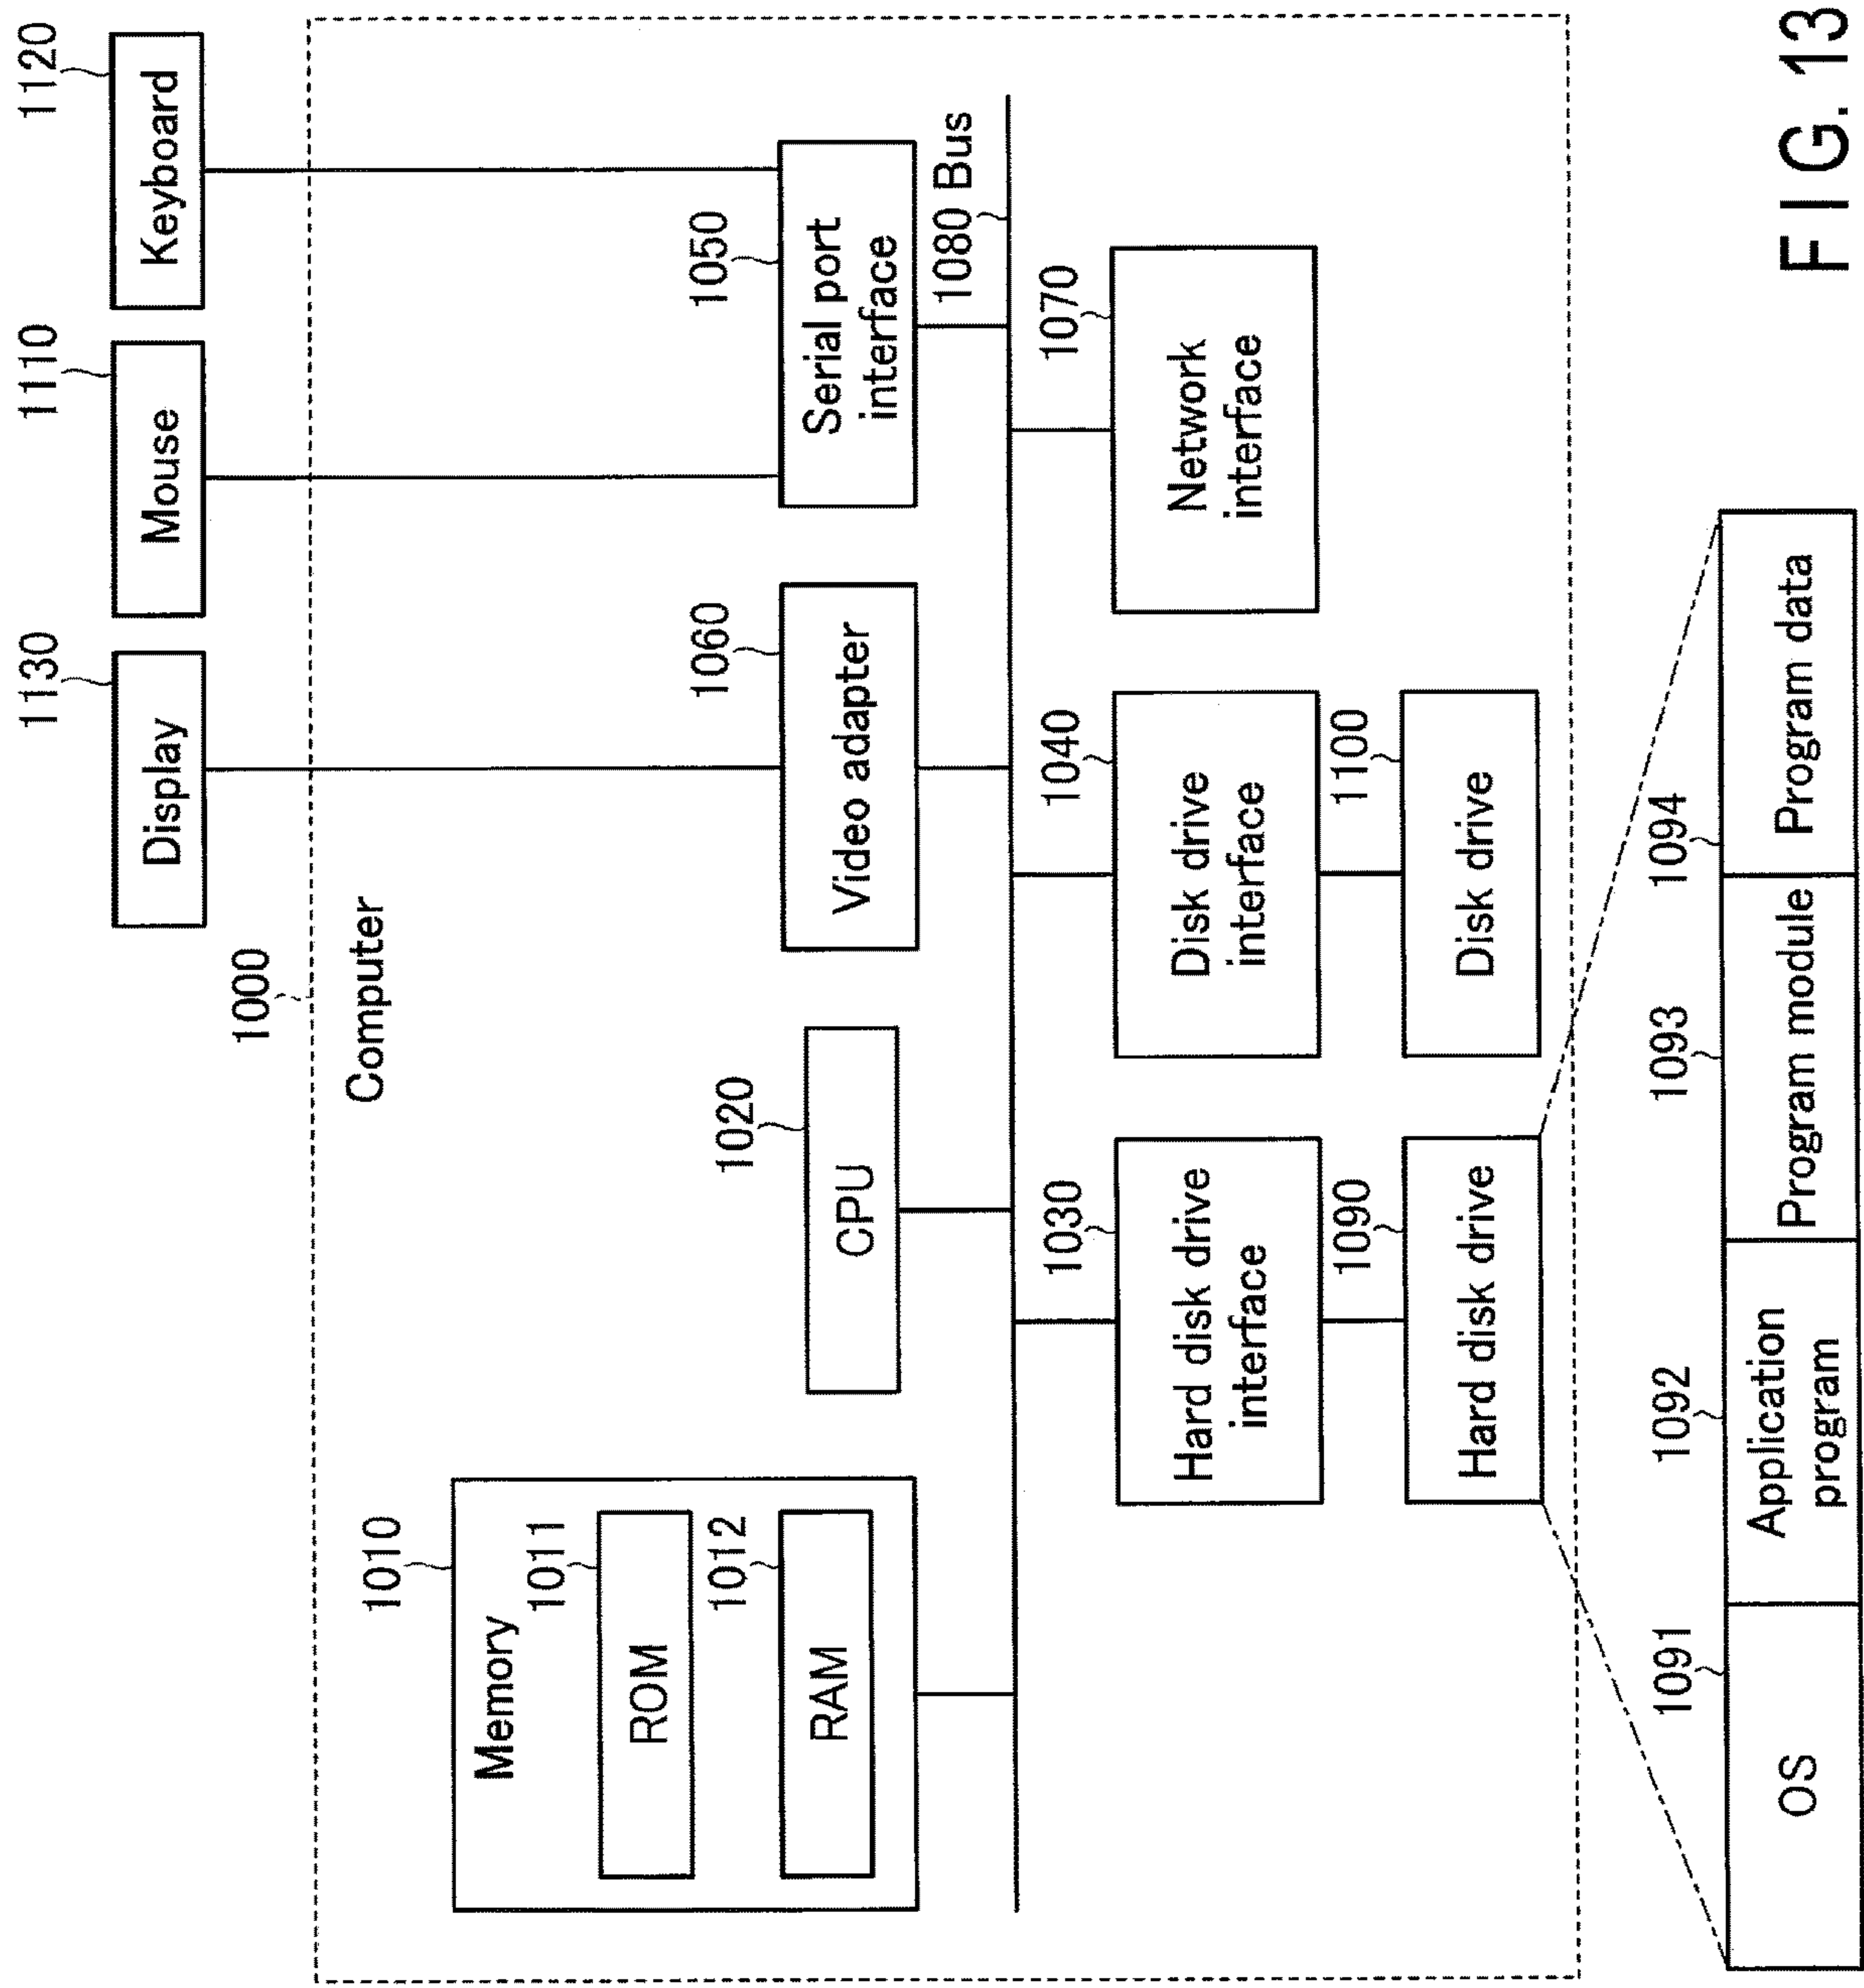 1130
1110
1120
Display
Mouse
Keyboard
1000
Computer
1010
Memory
1011
ROM
1012
RAM
1020
CPU
1060
Video adapter
1050
Serial port
interface
1080 Bus
1030
Hard disk drive
interface
1040
Disk drive
interface
1070
Network
interface
1090
Hard disk drive
1100
Disk drive
1091
OS
1092
Application
program
1093
Program module
1094
Program data
FIG. 13